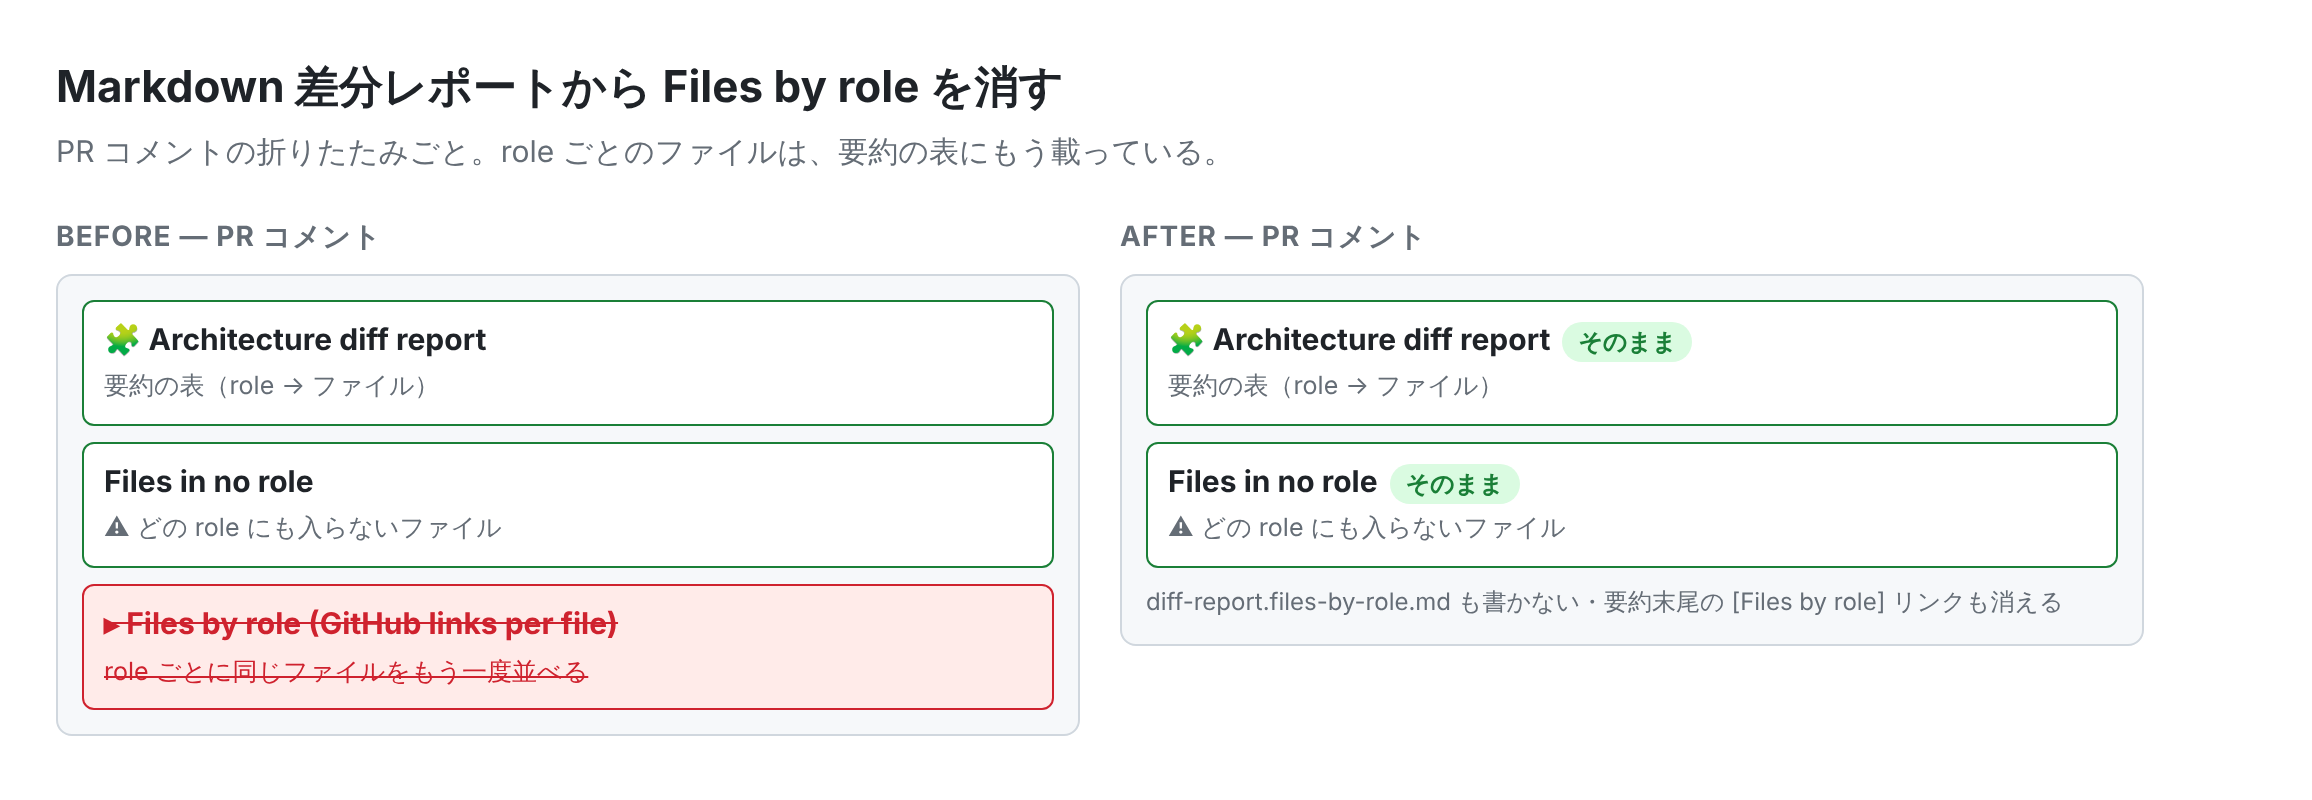 Markdown 差分レポートから Files by role を消す
PR コメントの折りたたみごと。role ごとのファイルは、要約の表にもう載っている。
BEFORE — PR コメント
🧩 Architecture diff report
要約の表（role → ファイル）
Files in no role
⚠ どの role にも入らないファイル
▸ Files by role (GitHub links per file)
role ごとに同じファイルをもう一度並べる
AFTER — PR コメント
🧩 Architecture diff report そのまま
要約の表（role → ファイル）
Files in no role そのまま
⚠ どの role にも入らないファイル
diff-report.files-by-role.md も書かない・要約末尾の [Files by role] リンクも消える